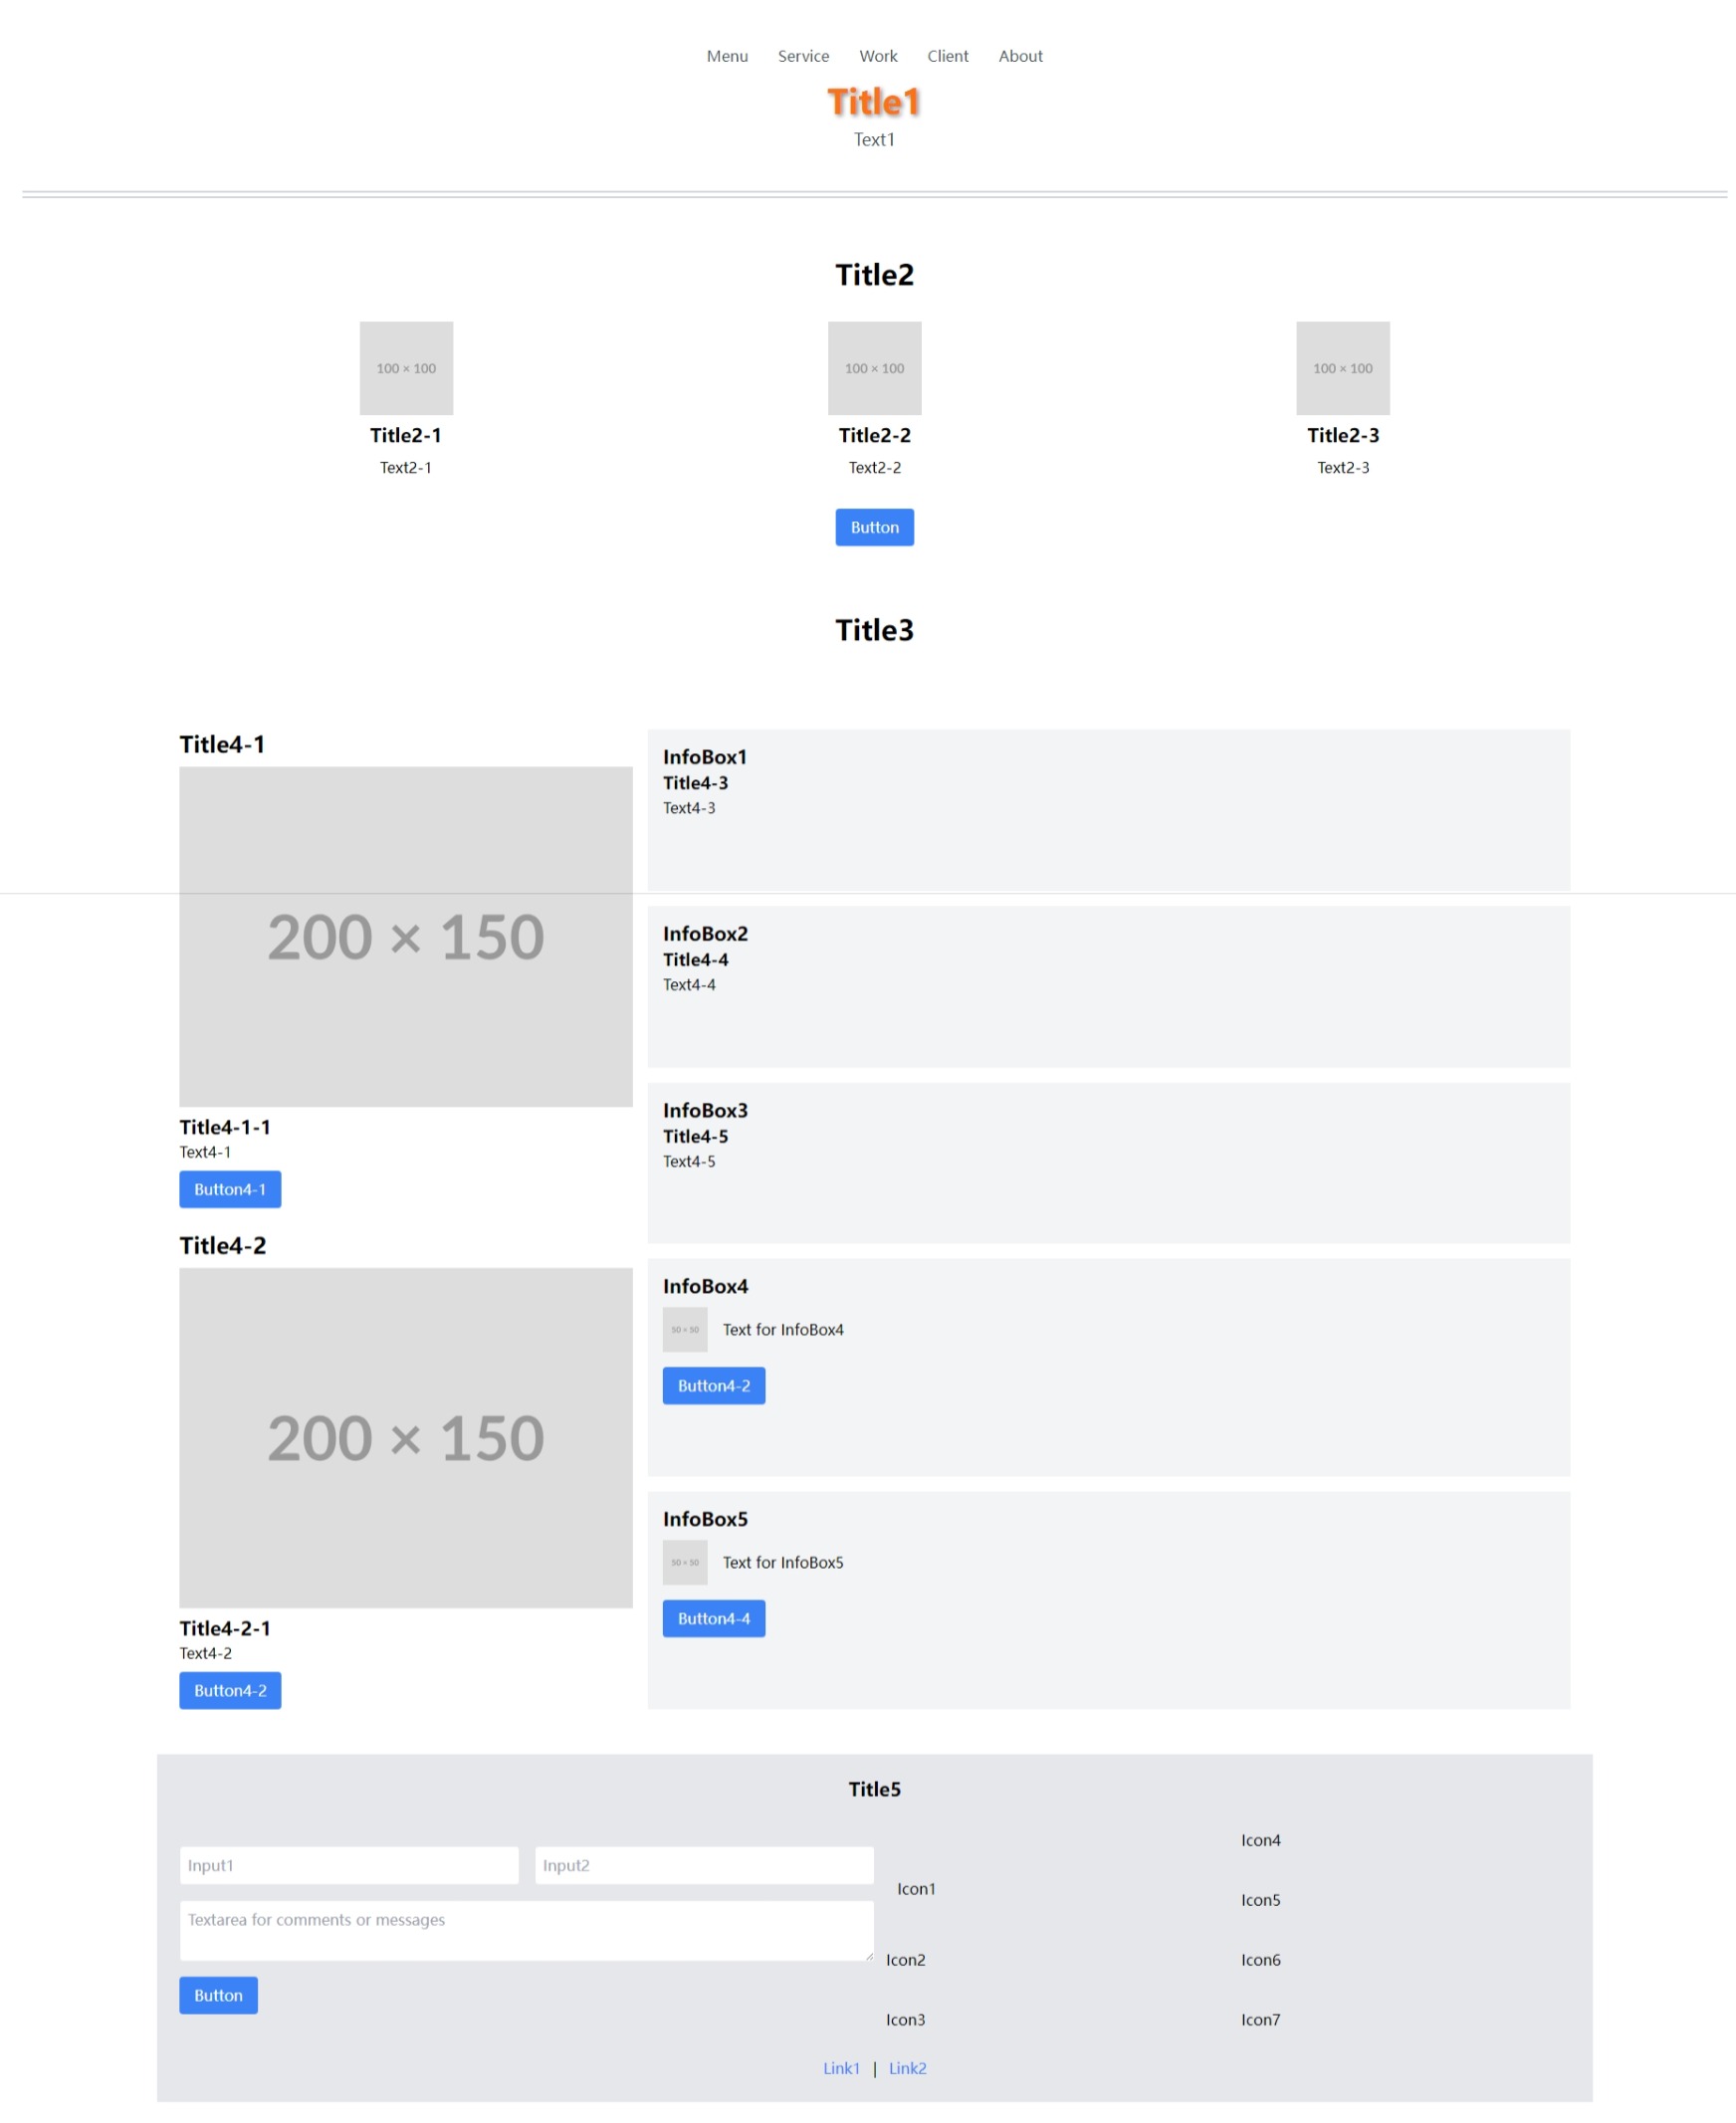 Menu Service Work Client About
Title1
Text1
Title2
100 × 100 100 × 100 100 × 100
Title2-1 Title2-2 Title2-3
Text2-1 Text2-2 Text2-3
Button
Title3
Title4-1
200 × 150
Title4-1-1
Text4-1
Button4-1
Title4-2
200 × 150
Title4-2-1
Text4-2
Button4-2
InfoBox1
Title4-3
Text4-3
InfoBox2
Title4-4
Text4-4
InfoBox3
Title4-5
Text4-5
InfoBox4
50 × 50 Text for InfoBox4
Button4-2
InfoBox5
50 × 50 Text for InfoBox5
Button4-4
Title5
Input1 Input2
Textarea for comments or messages
Button
Icon1
Icon2
Icon3
Icon4
Icon5
Icon6
Icon7
Link1 | Link2